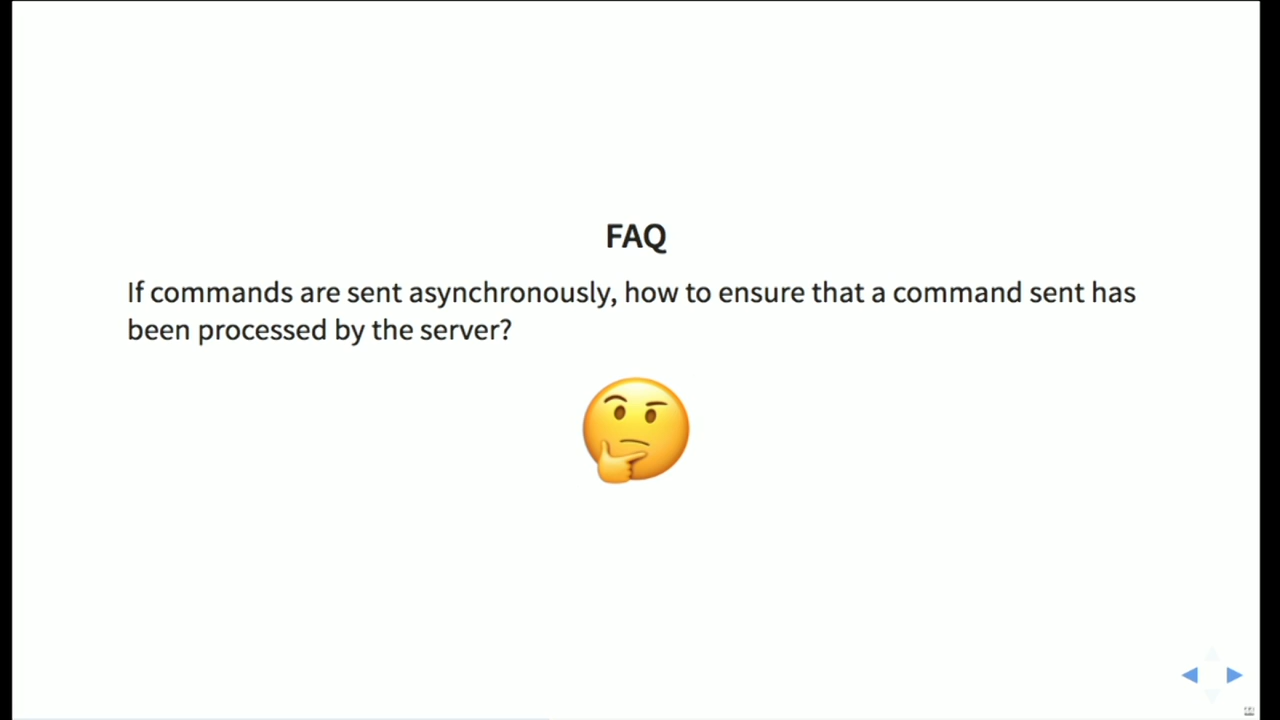 FAQ
If commands are sent asynchronously, how to ensure that a command sent has
been processed by the server?